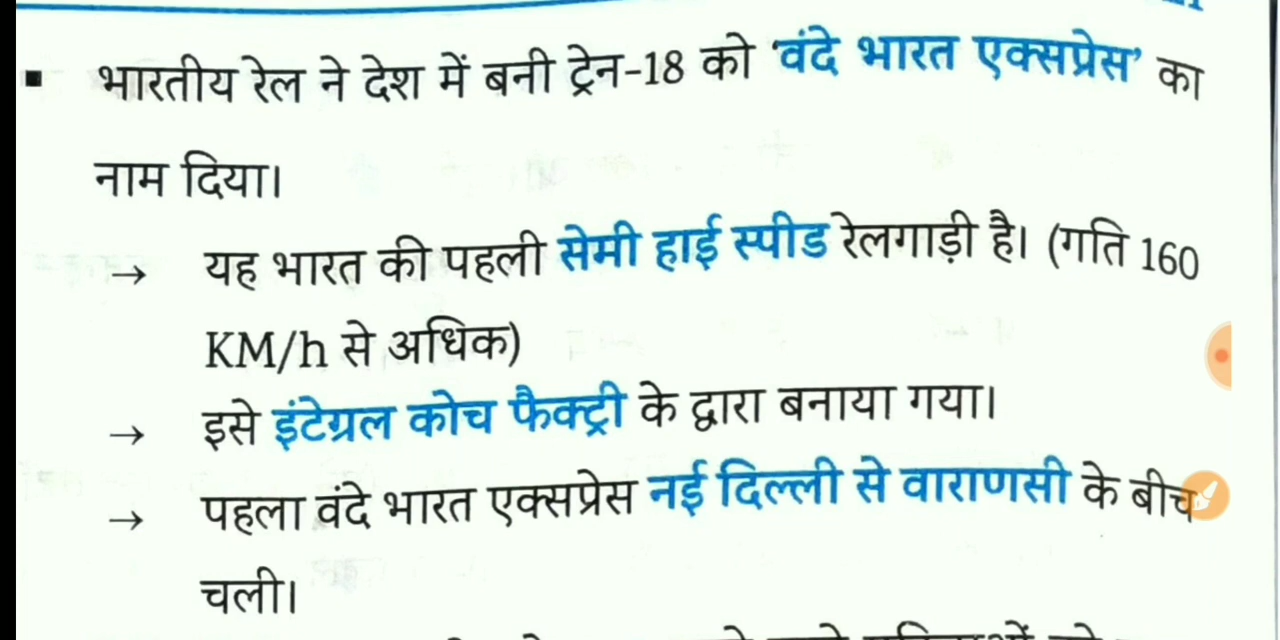 ▪ भारतीय रेल ने देश में बनी ट्रेन-18 को 'वंदे भारत एक्सप्रेस' का
नाम दिया।
→ यह भारत की पहली सेमी हाई स्पीड रेलगाड़ी है। (गति 160
KM/h से अधिक)
→ इसे इंटेग्रल कोच फैक्ट्री के द्वारा बनाया गया।
→ पहला वंदे भारत एक्सप्रेस नई दिल्ली से वाराणसी के बीच
चली।